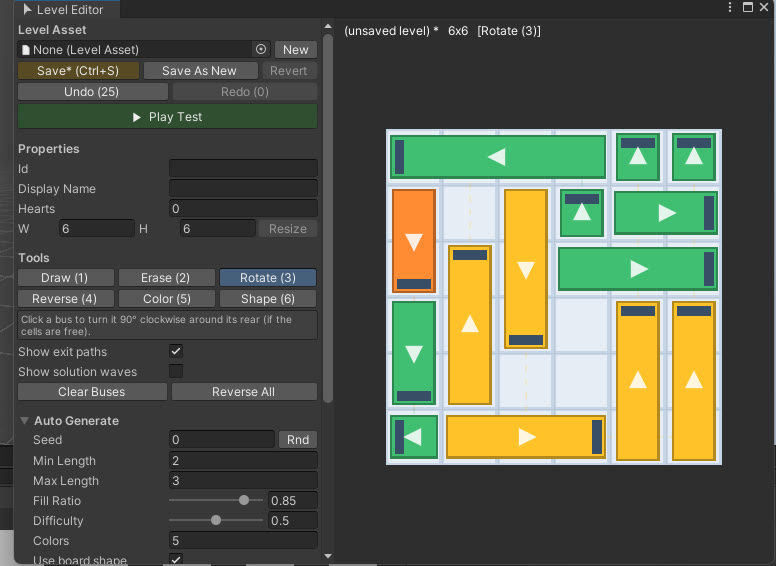 Level Editor
Level Asset
None (Level Asset)
New
Save* (Ctrl+S)
Save As New
Revert
Undo (25)
Redo (0)
Play Test
Properties
Id
Display Name
Hearts
0
W
6
H
6
Resize
Tools
Draw (1)
Erase (2)
Rotate (3)
Reverse (4)
Color (5)
Shape (6)
Click a bus to turn it 90° clockwise around its rear (if the
cells are free).
Show exit paths
Show solution waves
Clear Buses
Reverse All
Auto Generate
Seed
0
Rnd
Min Length
2
Max Length
3
Fill Ratio
0.85
Difficulty
0.5
Colors
5
Use board shape
(unsaved level) * 6x6 [Rotate (3)]